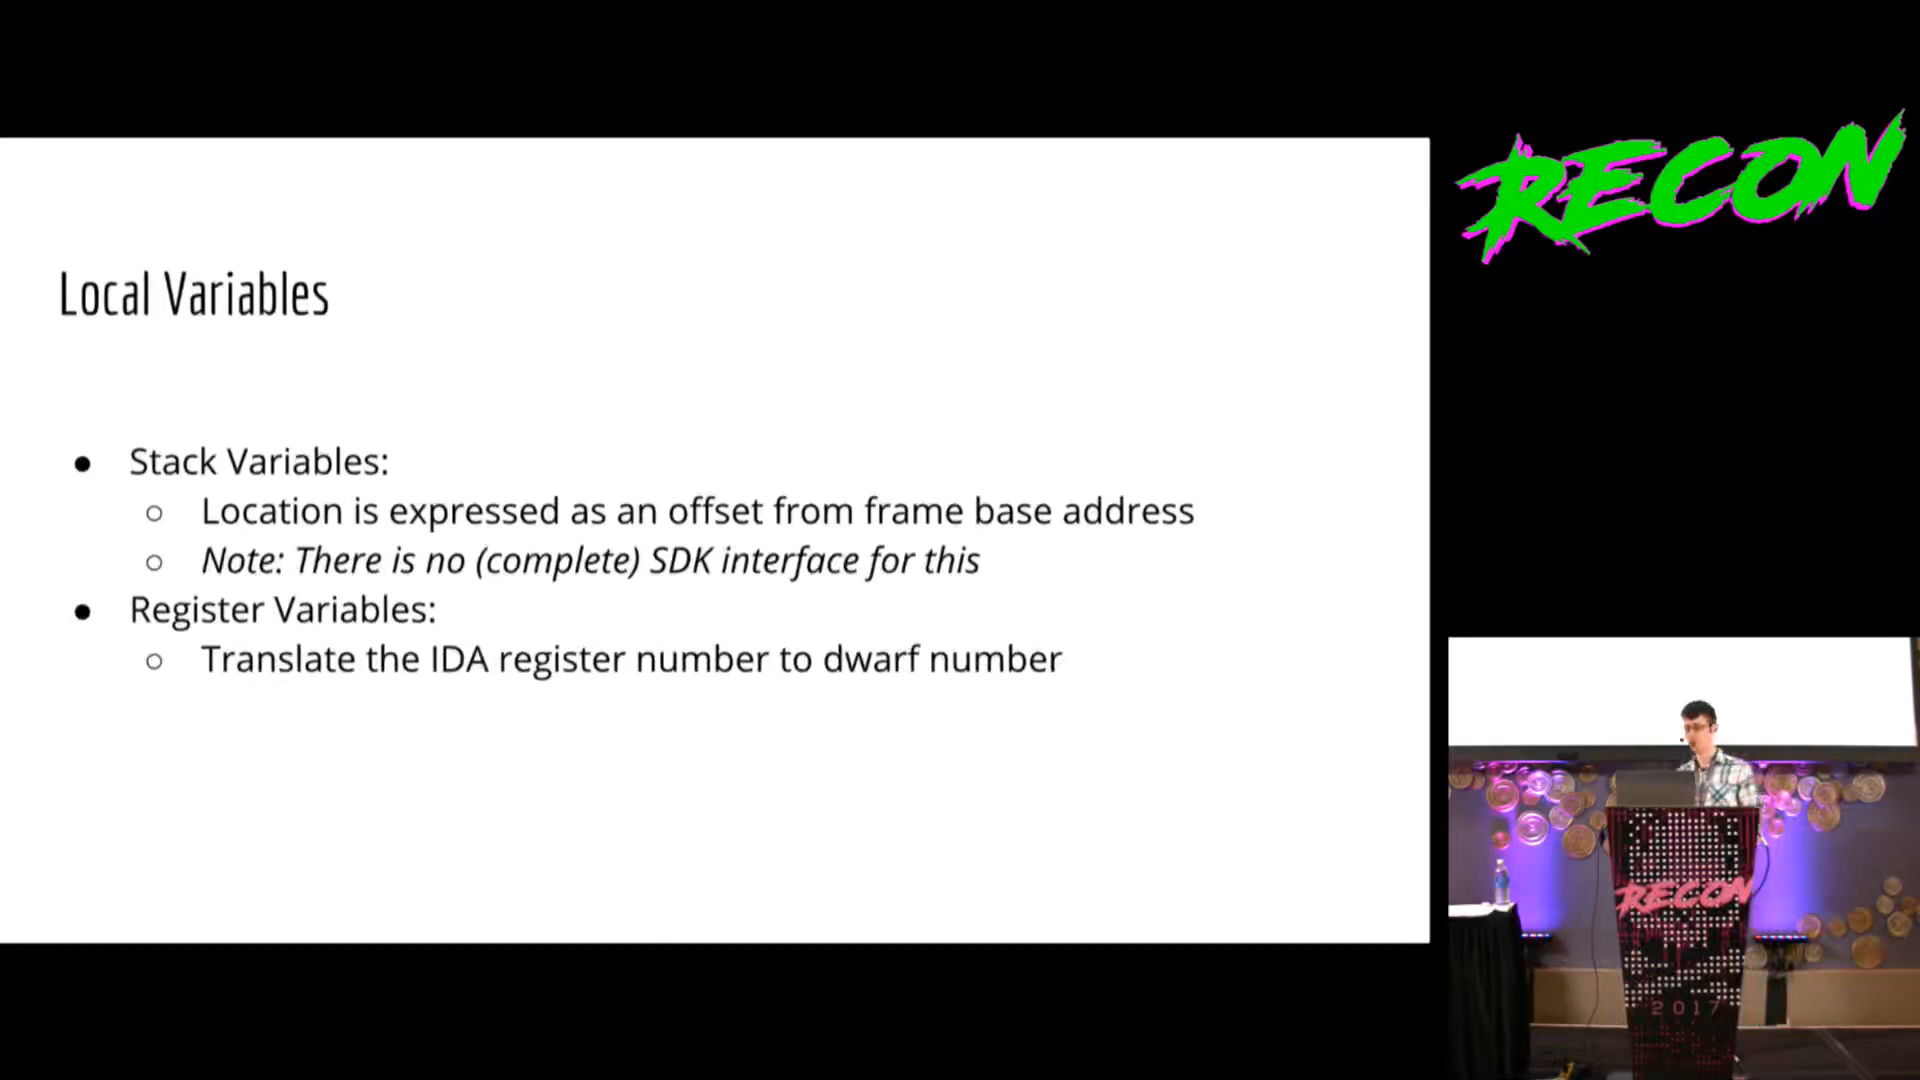 RECON
Local Variables
● Stack Variables:
○ Location is expressed as an offset from frame base address
○ Note: There is no (complete) SDK interface for this
● Register Variables:
○ Translate the IDA register number to dwarf number
RECON
2017